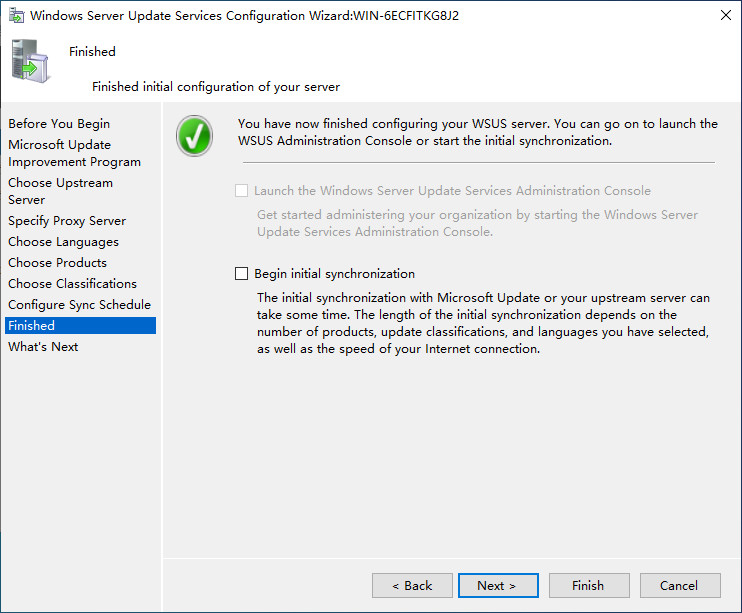 Windows Server Update Services Configuration Wizard:WIN-6ECFITKG8J2
Finished
Finished initial configuration of your server
Before You Begin
Microsoft Update
Improvement Program
Choose Upstream
Server
Specify Proxy Server
Choose Languages
Choose Products
Choose Classifications
Configure Sync Schedule
Finished
What's Next
You have now finished configuring your WSUS server. You can go on to launch the
WSUS Administration Console or start the initial synchronization.
Launch the Windows Server Update Services Administration Console
Get started administering your organization by starting the Windows Server
Update Services Administration Console.
Begin initial synchronization
The initial synchronization with Microsoft Update or your upstream server can
take some time. The length of the initial synchronization depends on the
number of products, update classifications, and languages you have selected,
as well as the speed of your Internet connection.
< Back
Next >
Finish
Cancel